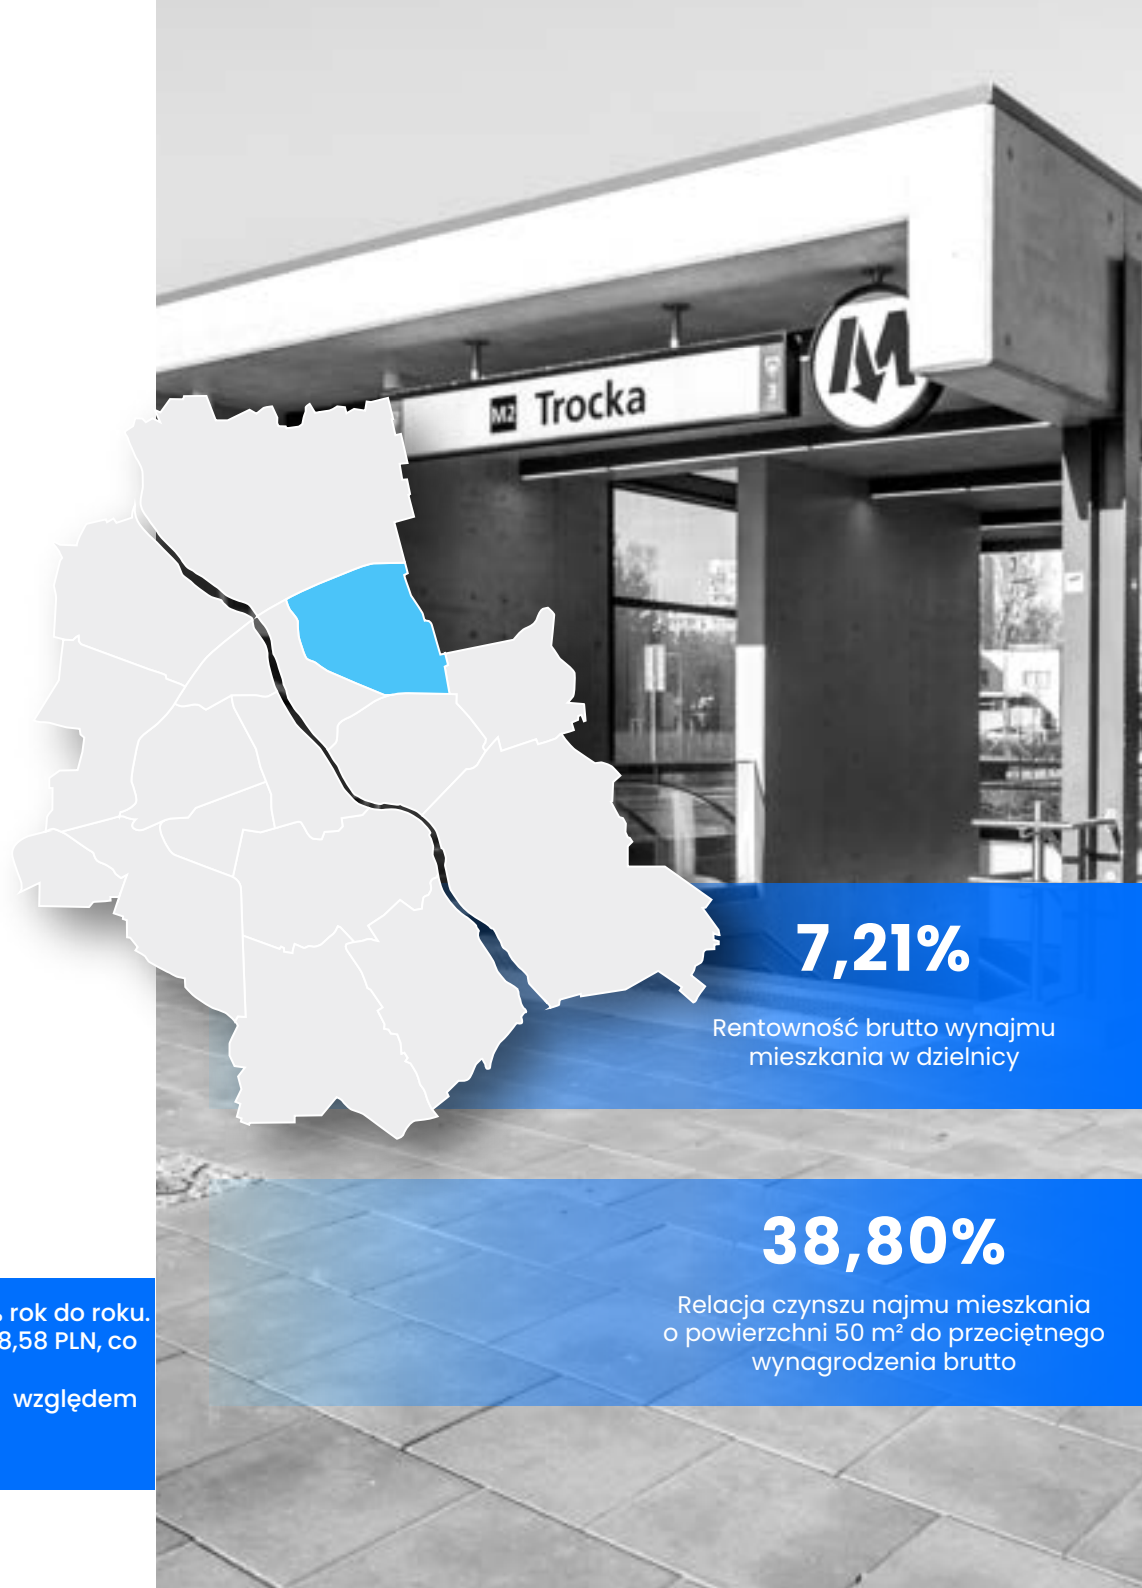 M2 Trocka
M
7,21%
Rentowność brutto wynajmu
mieszkania w dzielnicy
38,80%
Relacja czynszu najmu mieszkania
o powierzchni 50 m² do przeciętnego
wynagrodzenia brutto
rok do roku.
8,58 PLN, co
względem